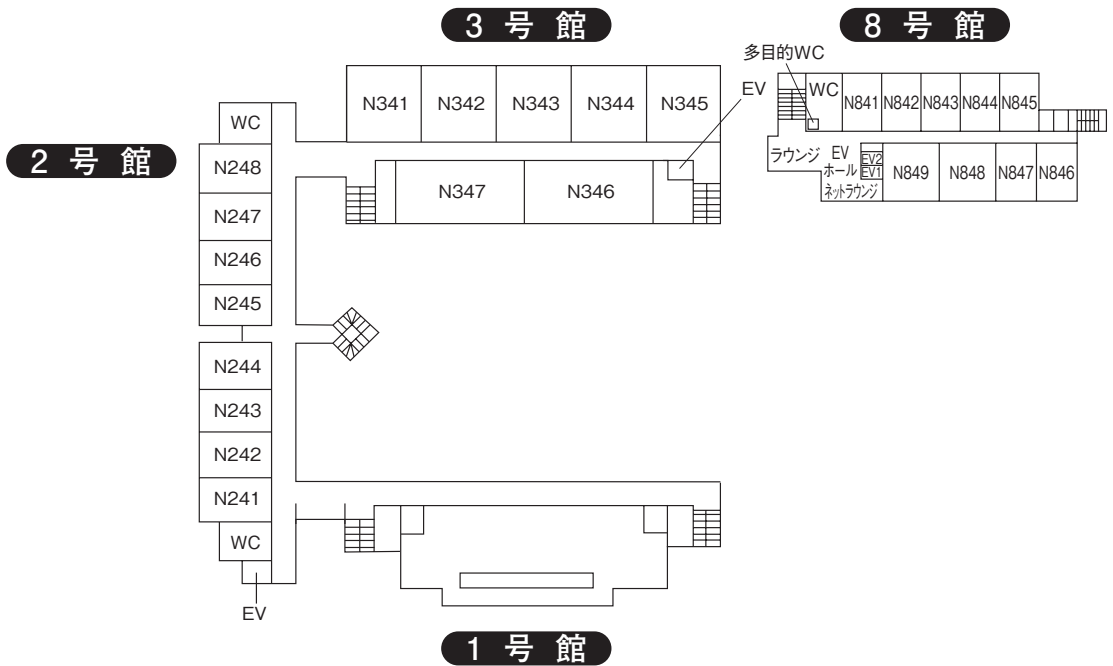 3 号 館
8 号 館
多目的WC
EV
N341 N342 N343 N344 N345
WC N841 N842 N843 N844 N845
WC
2 号 館
N248
N347 N346
ラウンジ EV
ホール
ネットラウンジ
EV2
EV1
N849 N848 N847 N846
N247
N246
N245
N244
N243
N242
N241
WC
EV
1 号 館